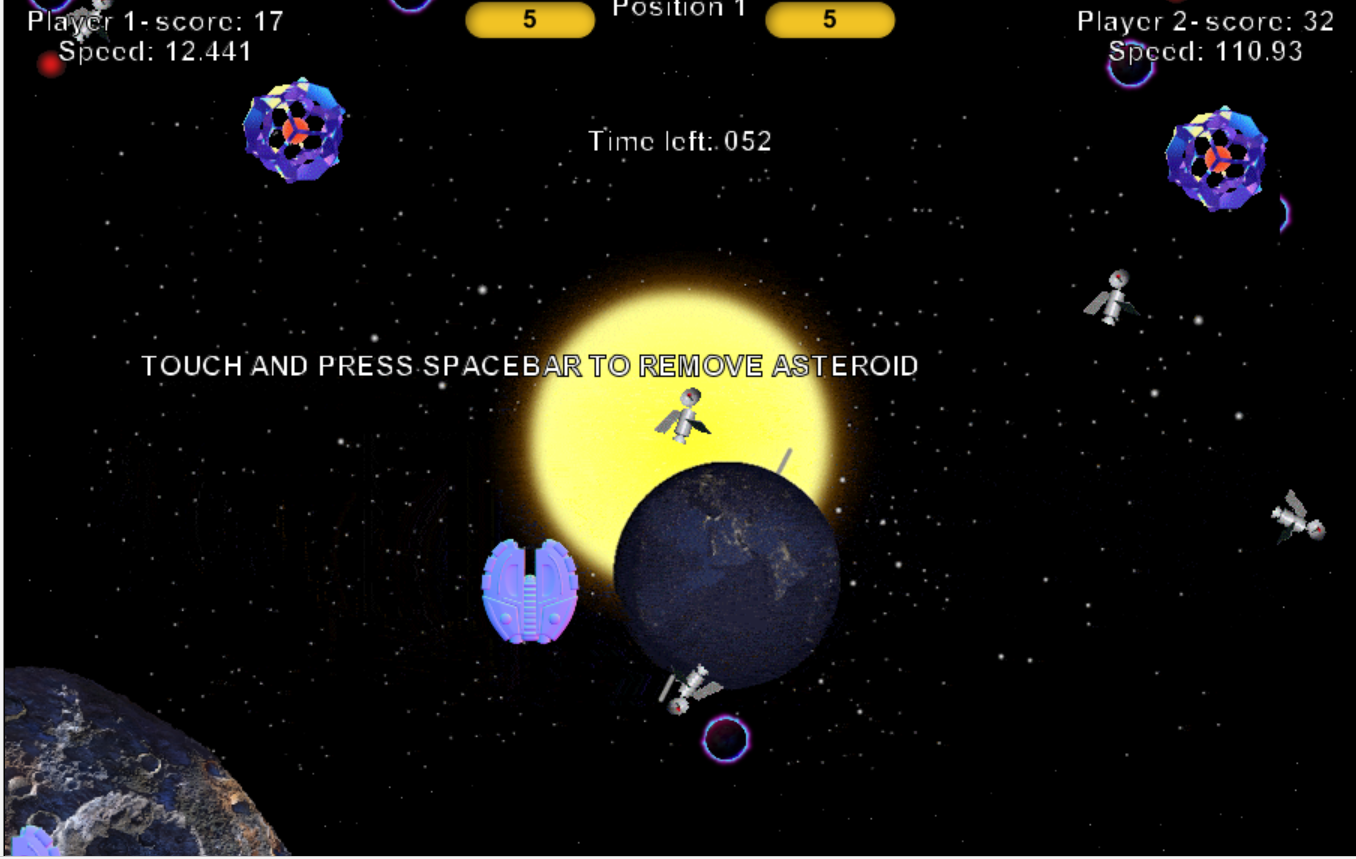 Player 1- score: 17
Speed: 12.441
5
Position 1
5
Player 2- score: 32
Speed: 110.93
Time left: 052
TOUCH AND PRESS SPACEBAR TO REMOVE ASTEROID